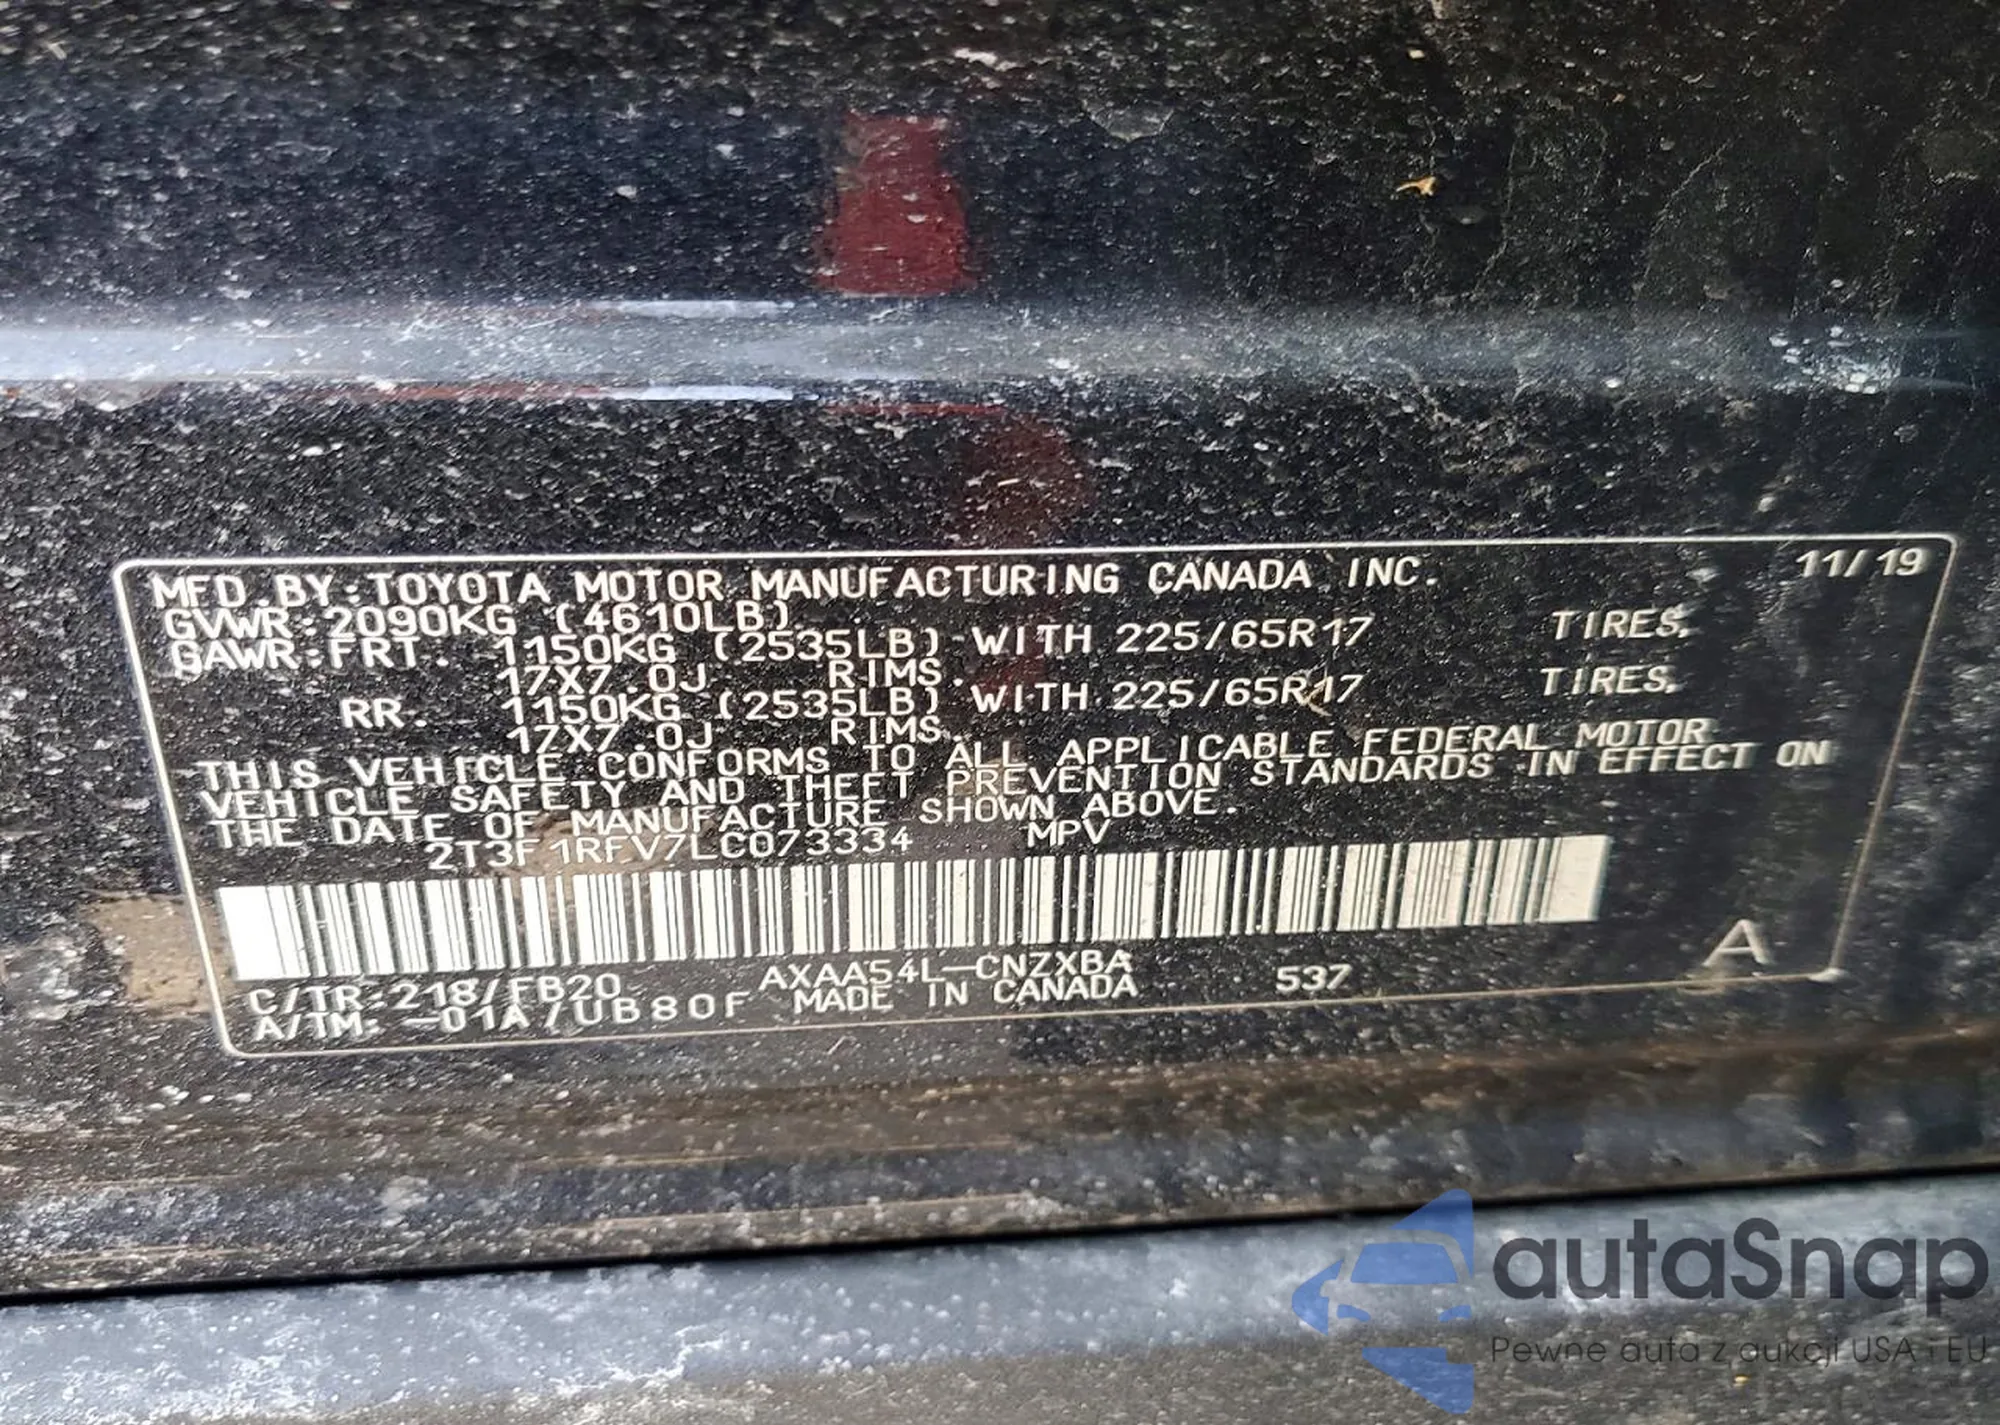 MFD.BY:TOYOTA MOTOR MANUFACTURING CANADA INC. 11/19
GVWR:2090KG (4610LB)
GAWR:FRT. 1150KG (2535LB) WITH 225/65R17 TIRES,
17X7.0J RIMS.
RR. 1150KG (2535LB) WITH 225/65R17 TIRES,
17X7.0J RIMS.
THIS VEHICLE CONFORMS TO ALL APPLICABLE FEDERAL MOTOR
VEHICLE SAFETY AND THEFT PREVENTION STANDARDS IN EFFECT ON
THE DATE OF MANUFACTURE SHOWN ABOVE.
2T3F1RFV7LC073334 MPV
A
C/TR:218/FB20 AXAA54L-CNZXBA 537
A/TM: -01A/UB80F MADE IN CANADA
autaSnap
Pewne auta z aukcji USA i EU